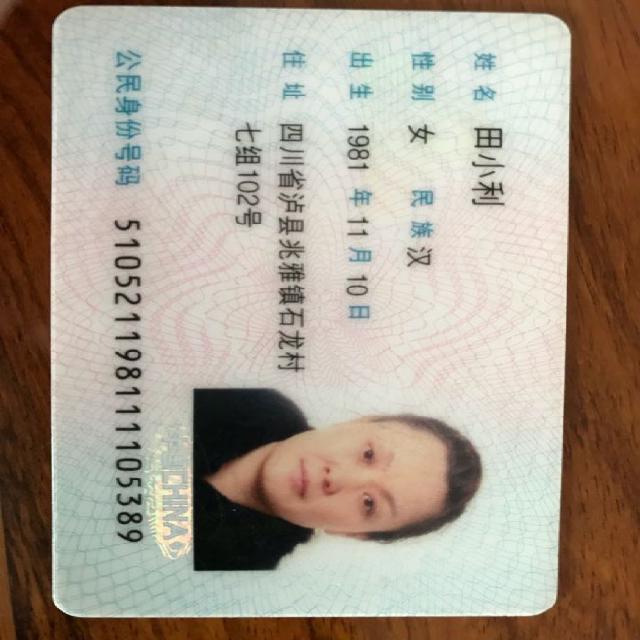 姓名 田小利
性别 女 民族 汉
出生 1981 年 11 月 10 日
住址 四川省泸县兆雅镇石龙村
七组102号
公民身份号码 510521198111105389
CHINA